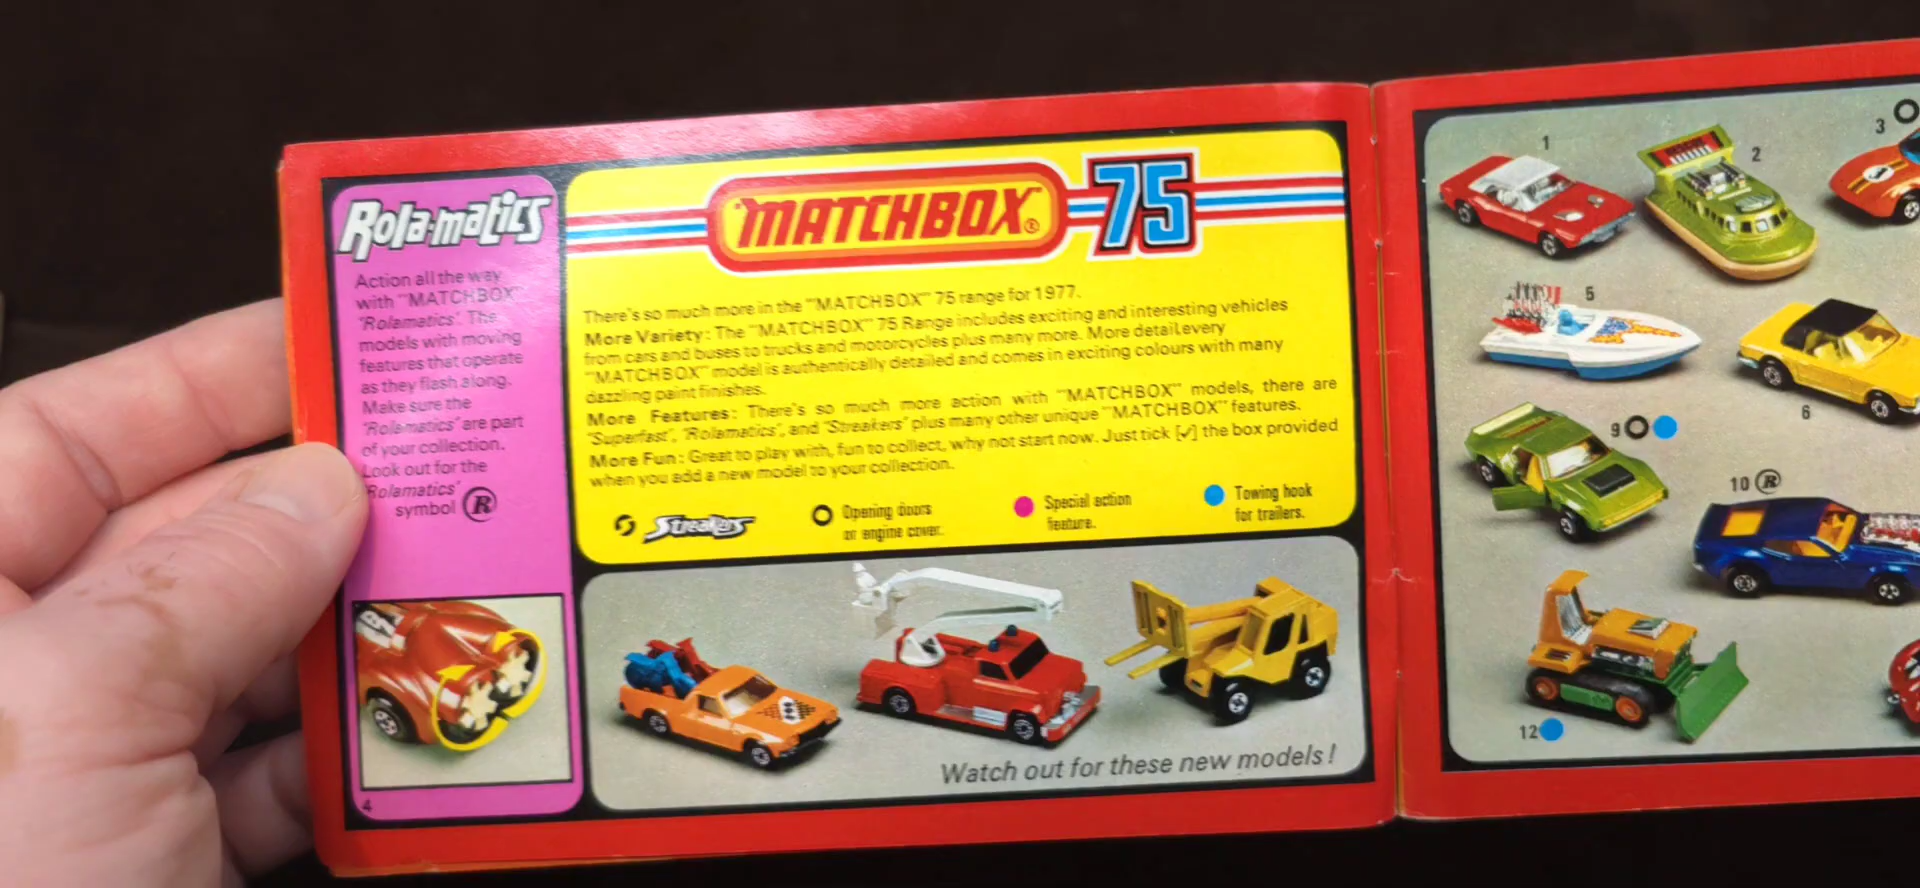 Rola-matics
Action all the way
with "MATCHBOX"
'Rolamatics'. The
models with moving
features that operate
as they flash along.
Make sure the
'Rolamatics' are part
of your collection.
Look out for the
'Rolamatics'
symbol R
4
"MATCHBOX"® 75
There's so much more in the "MATCHBOX" 75 range for 1977.
More Variety: The "MATCHBOX" 75 Range includes exciting and interesting vehicles
from cars and buses to trucks and motorcycles plus many more. More detail every
"MATCHBOX" model is authentically detailed and comes in exciting colours with many
dazzling paint finishes.
More Features: There's so much more action with "MATCHBOX" models, there are
'Superfast', 'Rolamatics', and 'Streakers' plus many other unique "MATCHBOX" features.
More Fun: Great to play with, fun to collect, why not start now. Just tick [✓] the box provided
when you add a new model to your collection.
Streakers
Opening doors
or engine cover.
Special action
feature.
Towing hook
for trailers.
Watch out for these new models!
1
2
3
5
6
9
10 R
12